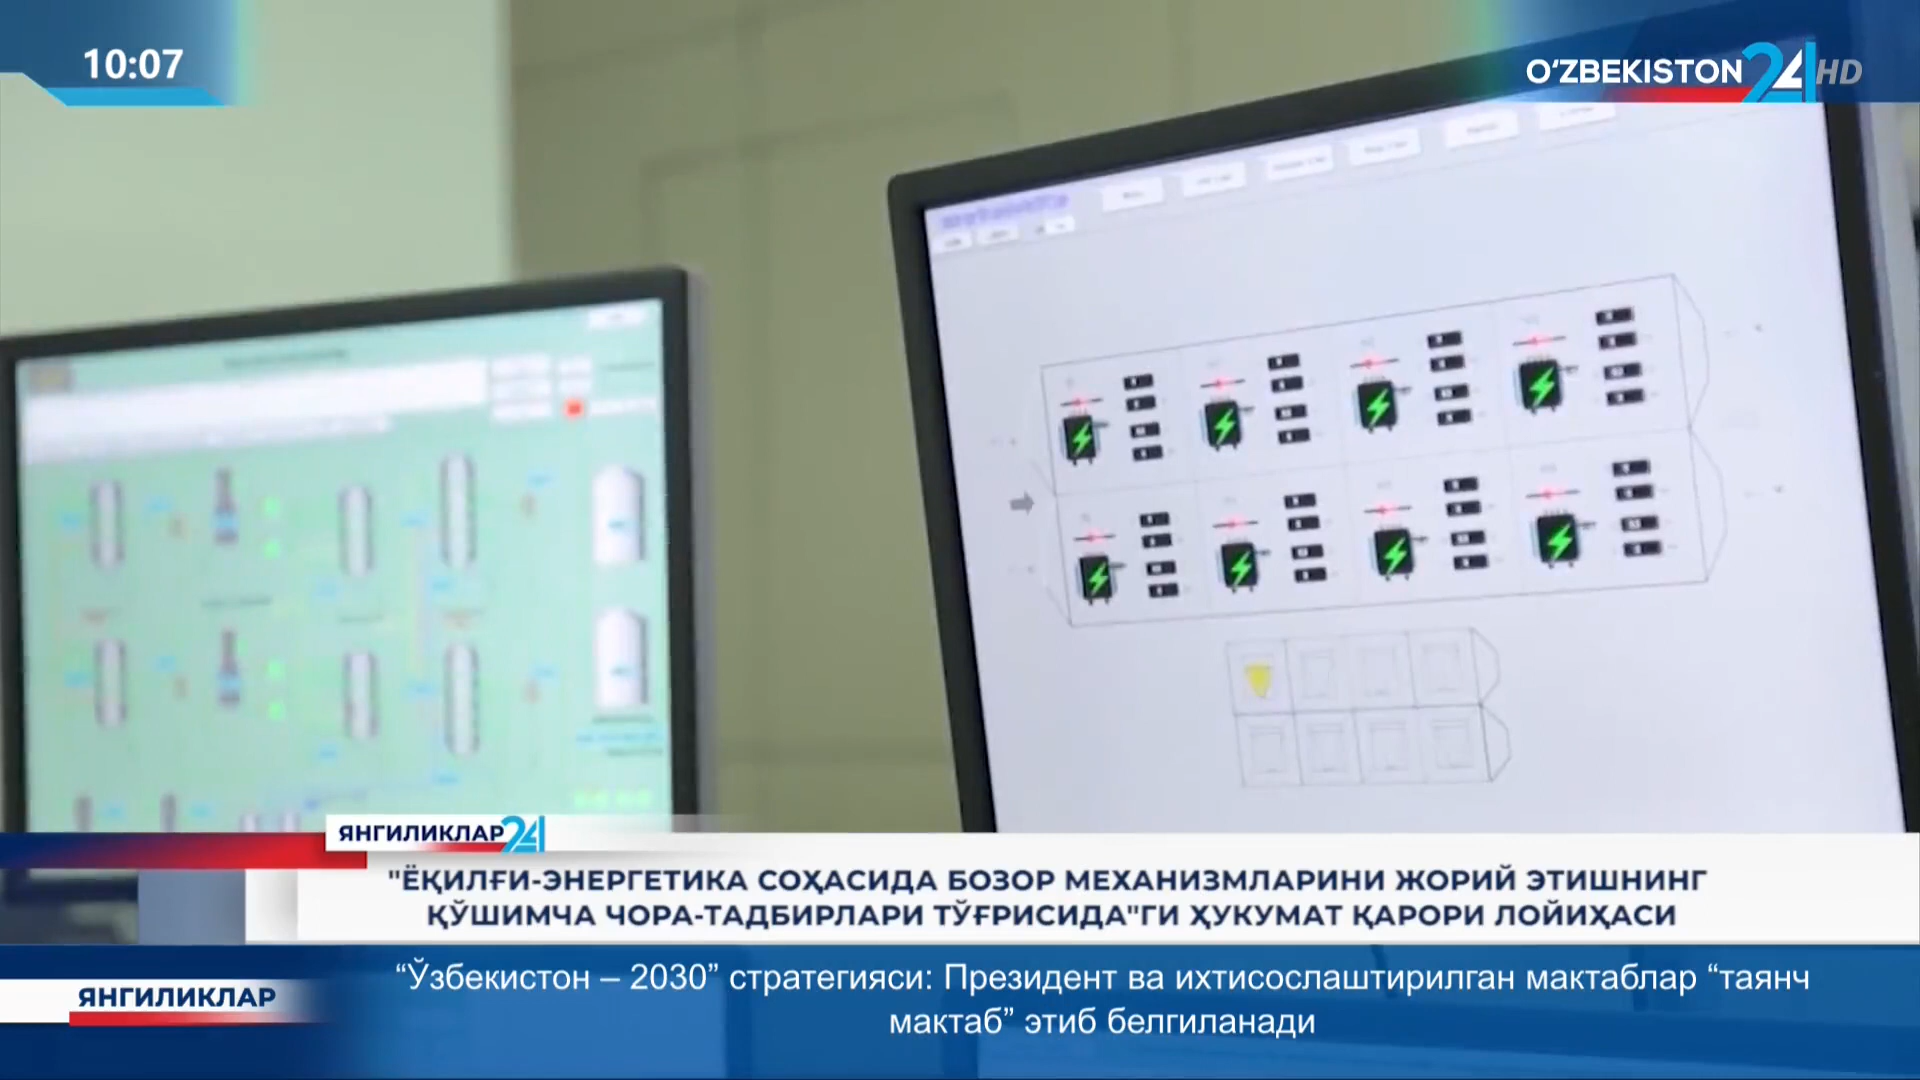 10:07
O‘ZBEKISTON 24 HD
ЯНГИЛИКЛАР 24
"ЁҚИЛҒИ-ЭНЕРГЕТИКА СОҲАСИДА БОЗОР МЕХАНИЗМЛАРИНИ ЖОРИЙ ЭТИШНИНГ
ҚЎШИМЧА ЧОРА-ТАДБИРЛАРИ ТЎҒРИСИДА"ГИ ҲУКУМАТ ҚАРОРИ ЛОЙИҲАСИ
ЯНГИЛИКЛАР
“Ўзбекистон – 2030” стратегияси: Президент ва ихтисослаштирилган мактаблар “таянч
мактаб” этиб белгиланади